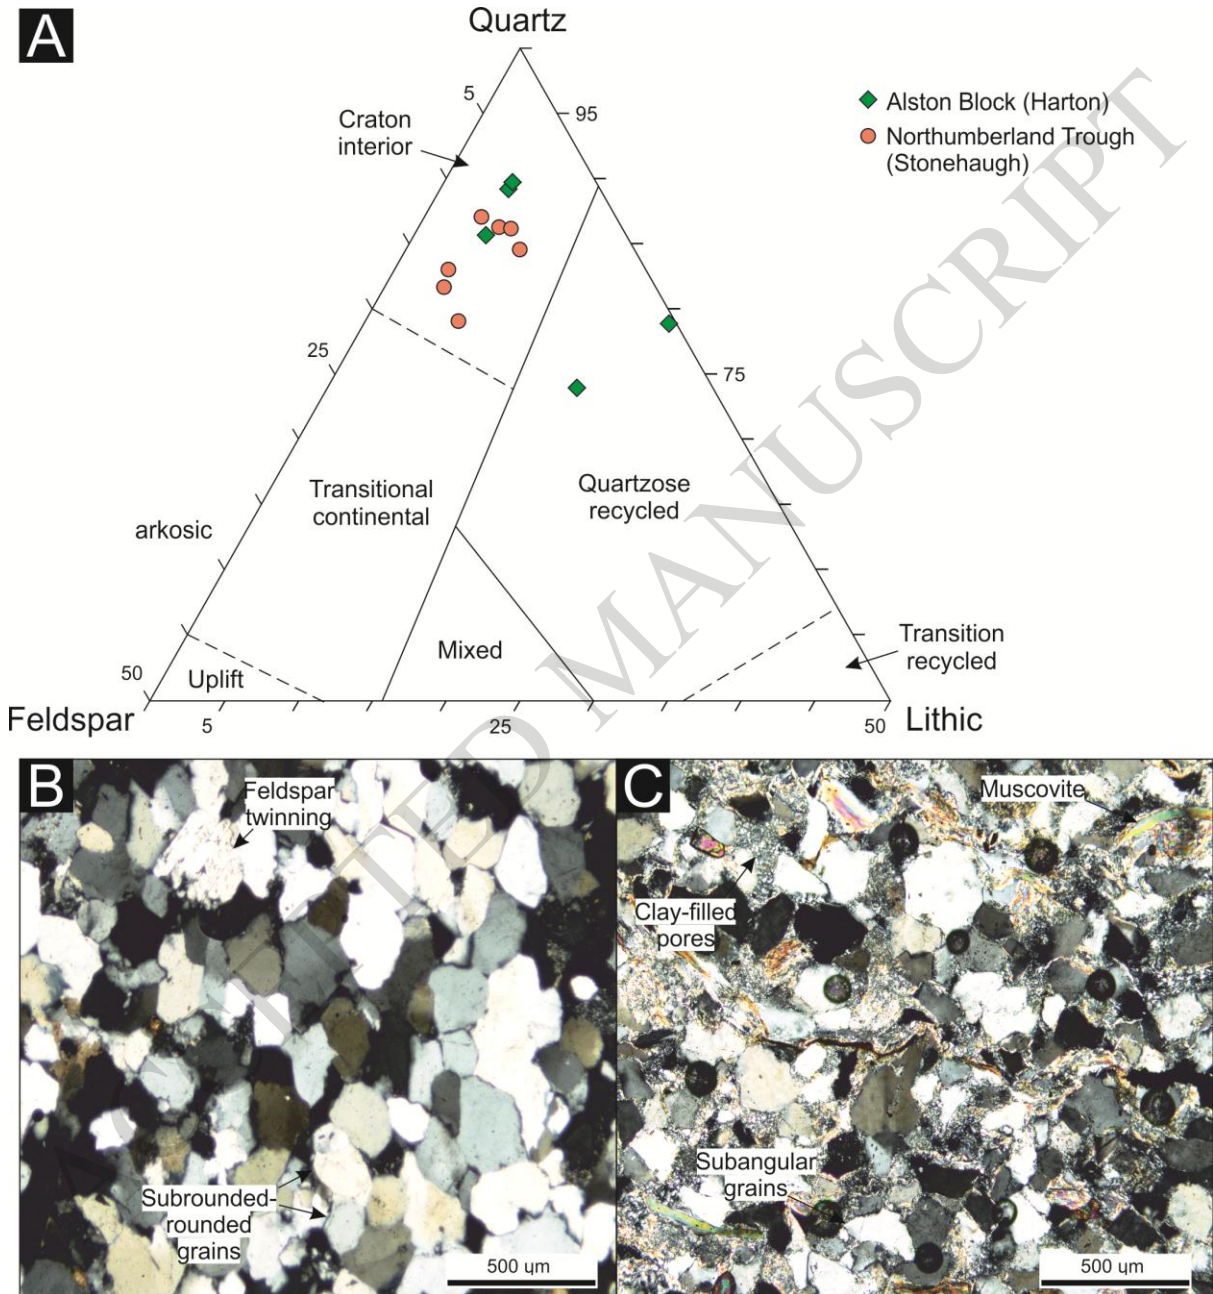 A
Quartz
5
95
Craton
interior
Alston Block (Harton)
Northumberland Trough
(Stonehaugh)
25
75
Transitional
continental
Quartzose
recycled
arkosic
Mixed
Transition
recycled
Uplift
50
Feldspar
5
25
50
Lithic
B
Feldspar
twinning
Subrounded-
rounded
grains
500 um
C
Muscovite
Clay-filled
pores
Subangular
grains
500 um
ACCEPTED MANUSCRIPT